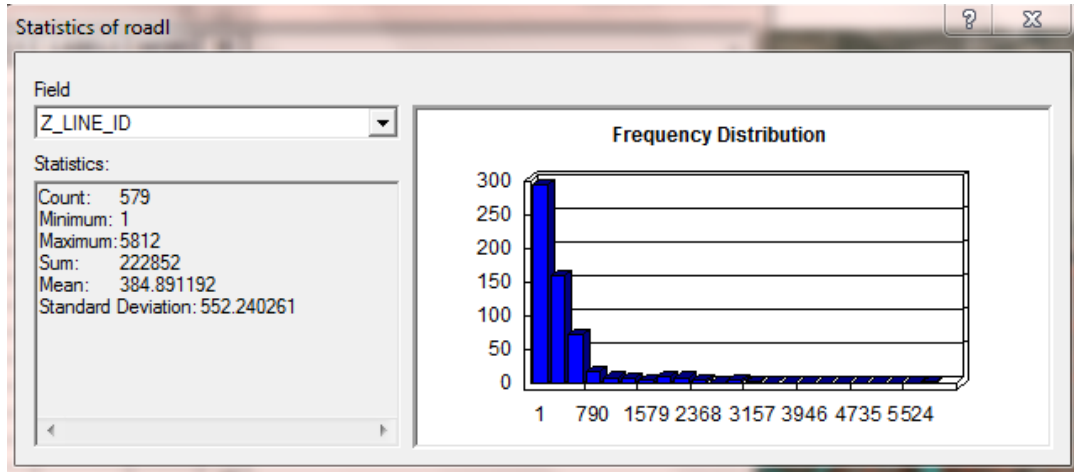 Statistics of roadl
?
Field
Z_LINE_ID
Statistics:
Count: 579
Minimum: 1
Maximum: 5812
Sum: 222852
Mean: 384.891192
Standard Deviation: 552.240261
Frequency Distribution
300
250
200
150
100
50
0
1 790 1579 2368 3157 3946 4735 5524